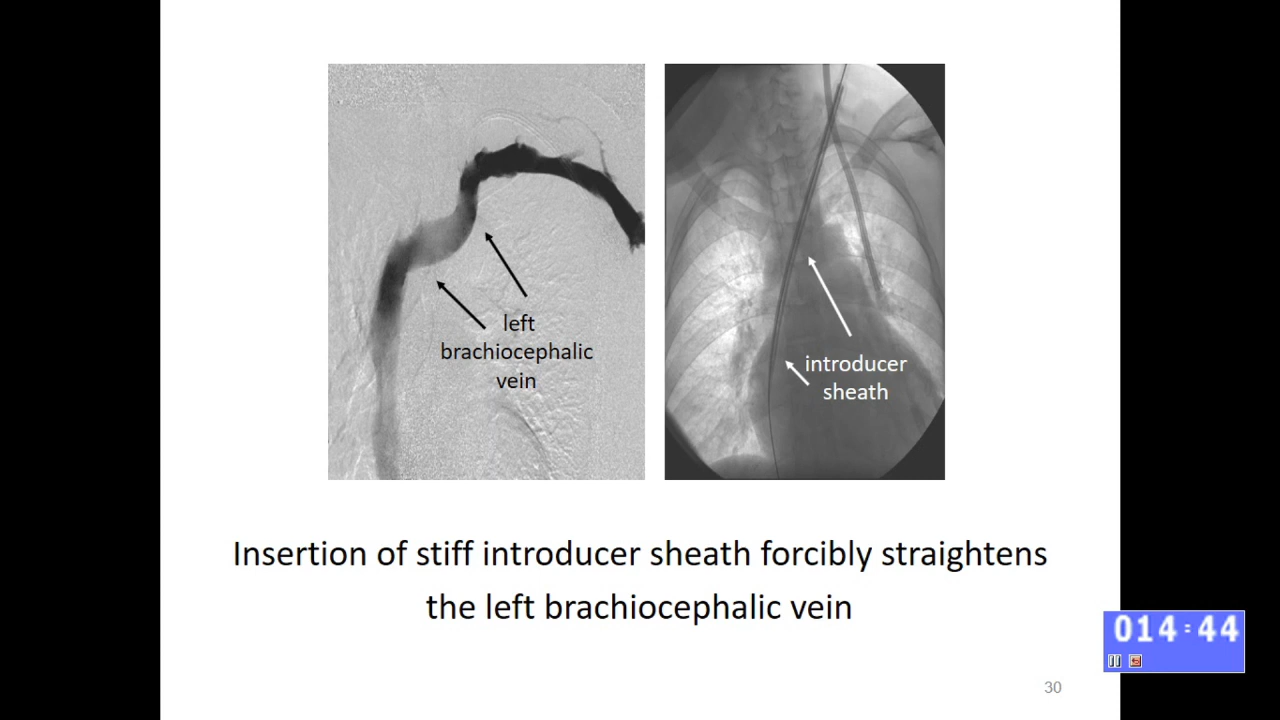 left
brachiocephalic
vein
introducer
sheath
Insertion of stiff introducer sheath forcibly straightens
the left brachiocephalic vein
014:44
30